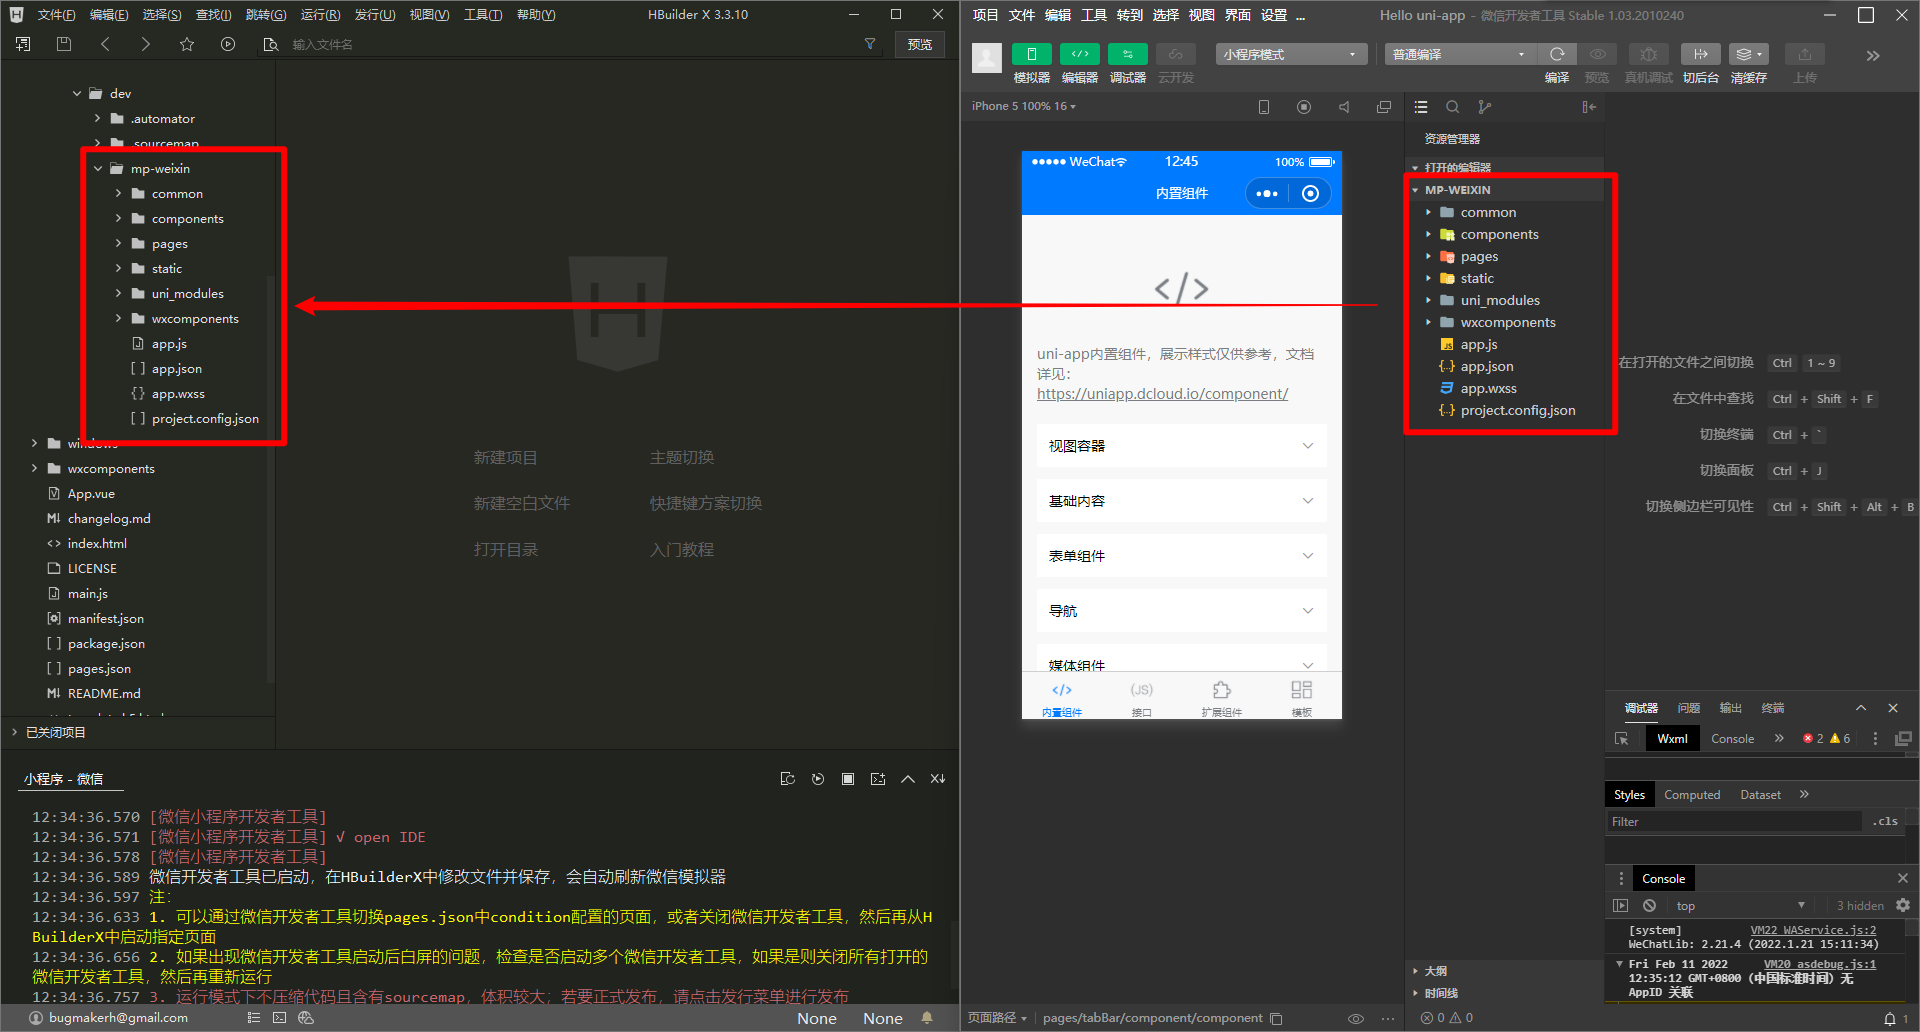 文件(F) 编辑(E) 选择(S) 查找(I) 跳转(G) 运行(R) 发行(U) 视图(V) 工具(T) 帮助(Y)
HBuilder X 3.3.10
输入文件名
预览
dev
.automator
.sourcemap
mp-weixin
common
components
pages
static
uni_modules
wxcomponents
app.js
app.json
app.wxss
project.config.json
windows
wxcomponents
App.vue
changelog.md
index.html
LICENSE
main.js
manifest.json
package.json
pages.json
README.md
已关闭项目
新建项目 主题切换
新建空白文件 快捷键方案切换
打开目录 入门教程
小程序 - 微信
12:34:36.570 [微信小程序开发者工具]
12:34:36.571 [微信小程序开发者工具] √ open IDE
12:34:36.578 [微信小程序开发者工具]
12:34:36.589 微信开发者工具已启动，在HBuilderX中修改文件并保存，会自动刷新微信模拟器
12:34:36.597 注：
12:34:36.633 1. 可以通过微信开发者工具切换pages.json中condition配置的页面，或者关闭微信开发者工具，然后再从H
BuilderX中启动指定页面
12:34:36.656 2. 如果出现微信开发者工具启动后白屏的问题，检查是否启动多个微信开发者工具，如果是则关闭所有打开的
微信开发者工具，然后再重新运行
12:34:36.757 3. 运行模式下不压缩代码且含有sourcemap，体积较大；若要正式发布，请点击发行菜单进行发布
bugmakerh@gmail.com
None None
项目 文件 编辑 工具 转到 选择 视图 界面 设置 ...
Hello uni-app - 微信开发者工具 Stable 1.03.2010240
模拟器 编辑器 调试器 云开发
小程序模式
普通编译
编译 预览 真机调试 切后台 清缓存 上传
iPhone 5 100% 16
WeChat 12:45 100%
内置组件
</>
uni-app内置组件，展示样式仅供参考，文档
详见：
https://uniapp.dcloud.io/component/
视图容器
基础内容
表单组件
导航
媒体组件
</> (JS)
内置组件 接口 扩展组件 模板
资源管理器
打开的编辑器
MP-WEIXIN
common
components
pages
static
uni_modules
wxcomponents
app.js
app.json
app.wxss
project.config.json
大纲
时间线
在打开的文件之间切换 Ctrl 1 ~ 9
在文件中查找 Ctrl + Shift + F
切换终端 Ctrl + `
切换面板 Ctrl + J
切换侧边栏可见性 Ctrl + Shift + Alt + B
调试器 问题 输出 终端
Wxml Console 2 6
Styles Computed Dataset
Filter .cls
Console
top 3 hidden
[system] VM22 WAService.js:2
WeChatLib: 2.21.4 (2022.1.21 15:11:34)
Fri Feb 11 2022 VM20 asdebug.js:1
12:35:12 GMT+0800 (中国标准时间) 无
AppID 关联
页面路径 pages/tabBar/component/component
0 0
1